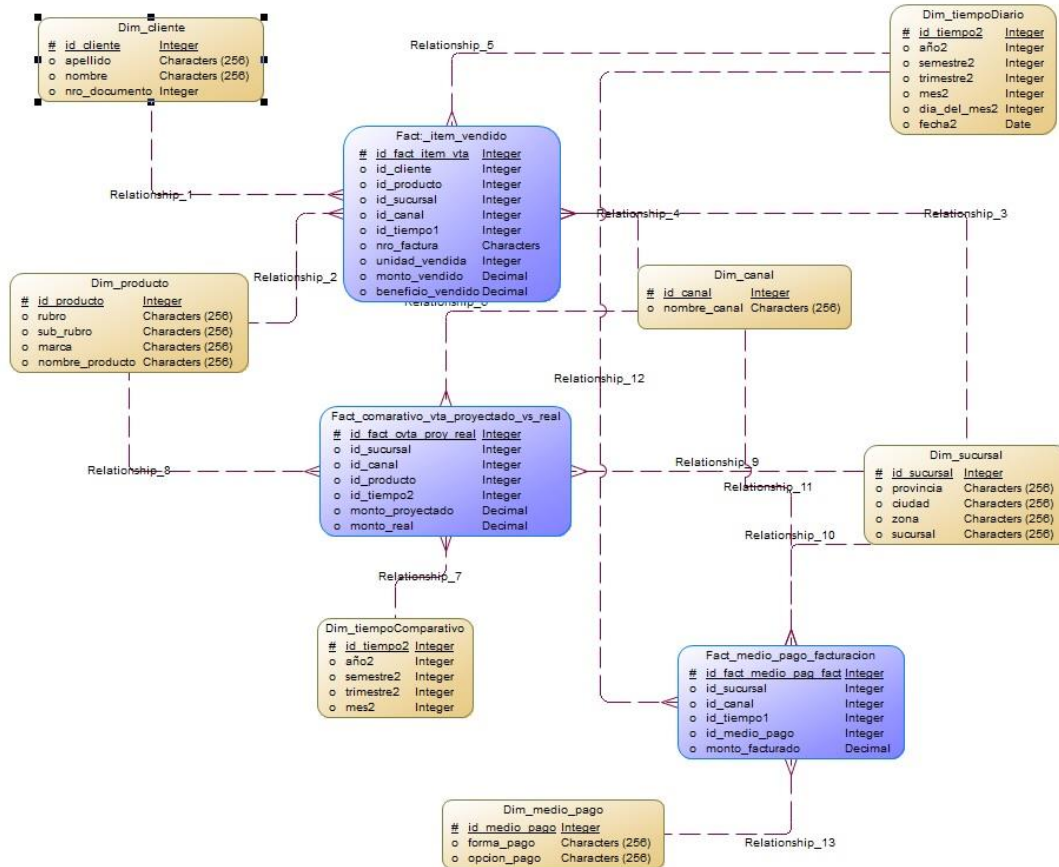 Dim_cliente
# id_cliente Integer
o apellido Characters (256)
o nombre Characters (256)
o nro_documento Integer
Relationship_5
Dim_tiempoDiario
# id_tiempo2 Integer
o año2 Integer
o semestre2 Integer
o trimestre2 Integer
o mes2 Integer
o dia_del_mes2 Integer
o fecha2 Date
Fact:_item_vendido
# id_fact_item_vta Integer
o id_cliente Integer
o id_producto Integer
o id_sucursal Integer
o id_canal Integer
o id_tiempo1 Integer
o nro_factura Characters
o unidad_vendida Integer
o monto_vendido Decimal
o beneficio_vendido Decimal
Relationship_1
Relationship_4
Relationship_3
Relationship_2
Dim_producto
# id_producto Integer
o rubro Characters (256)
o sub_rubro Characters (256)
o marca Characters (256)
o nombre_producto Characters (256)
Dim_canal
# id_canal Integer
o nombre_canal Characters (256)
Relationship_6
Relationship_12
Fact_comarativo_vta_proyectado_vs_real
# id_fact_cvta_proy_real Integer
o id_sucursal Integer
o id_canal Integer
o id_producto Integer
o id_tiempo2 Integer
o monto_proyectado Decimal
o monto_real Decimal
Relationship_8
Relationship_9
Dim_sucursal
# id_sucursal Integer
o provincia Characters (256)
o ciudad Characters (256)
o zona Characters (256)
o sucursal Characters (256)
Relationship_11
Relationship_10
Relationship_7
Dim_tiempoComparativo
# id_tiempo2 Integer
o año2 Integer
o semestre2 Integer
o trimestre2 Integer
o mes2 Integer
Fact_medio_pago_facturacion
# id_fact_medio_pag_fact Integer
o id_sucursal Integer
o id_canal Integer
o id_tiempo1 Integer
o id_medio_pago Integer
o monto_facturado Decimal
Dim_medio_pago
# id_medio_pago Integer
o forma_pago Characters (256)
o opcion_pago Characters (256)
Relationship_13